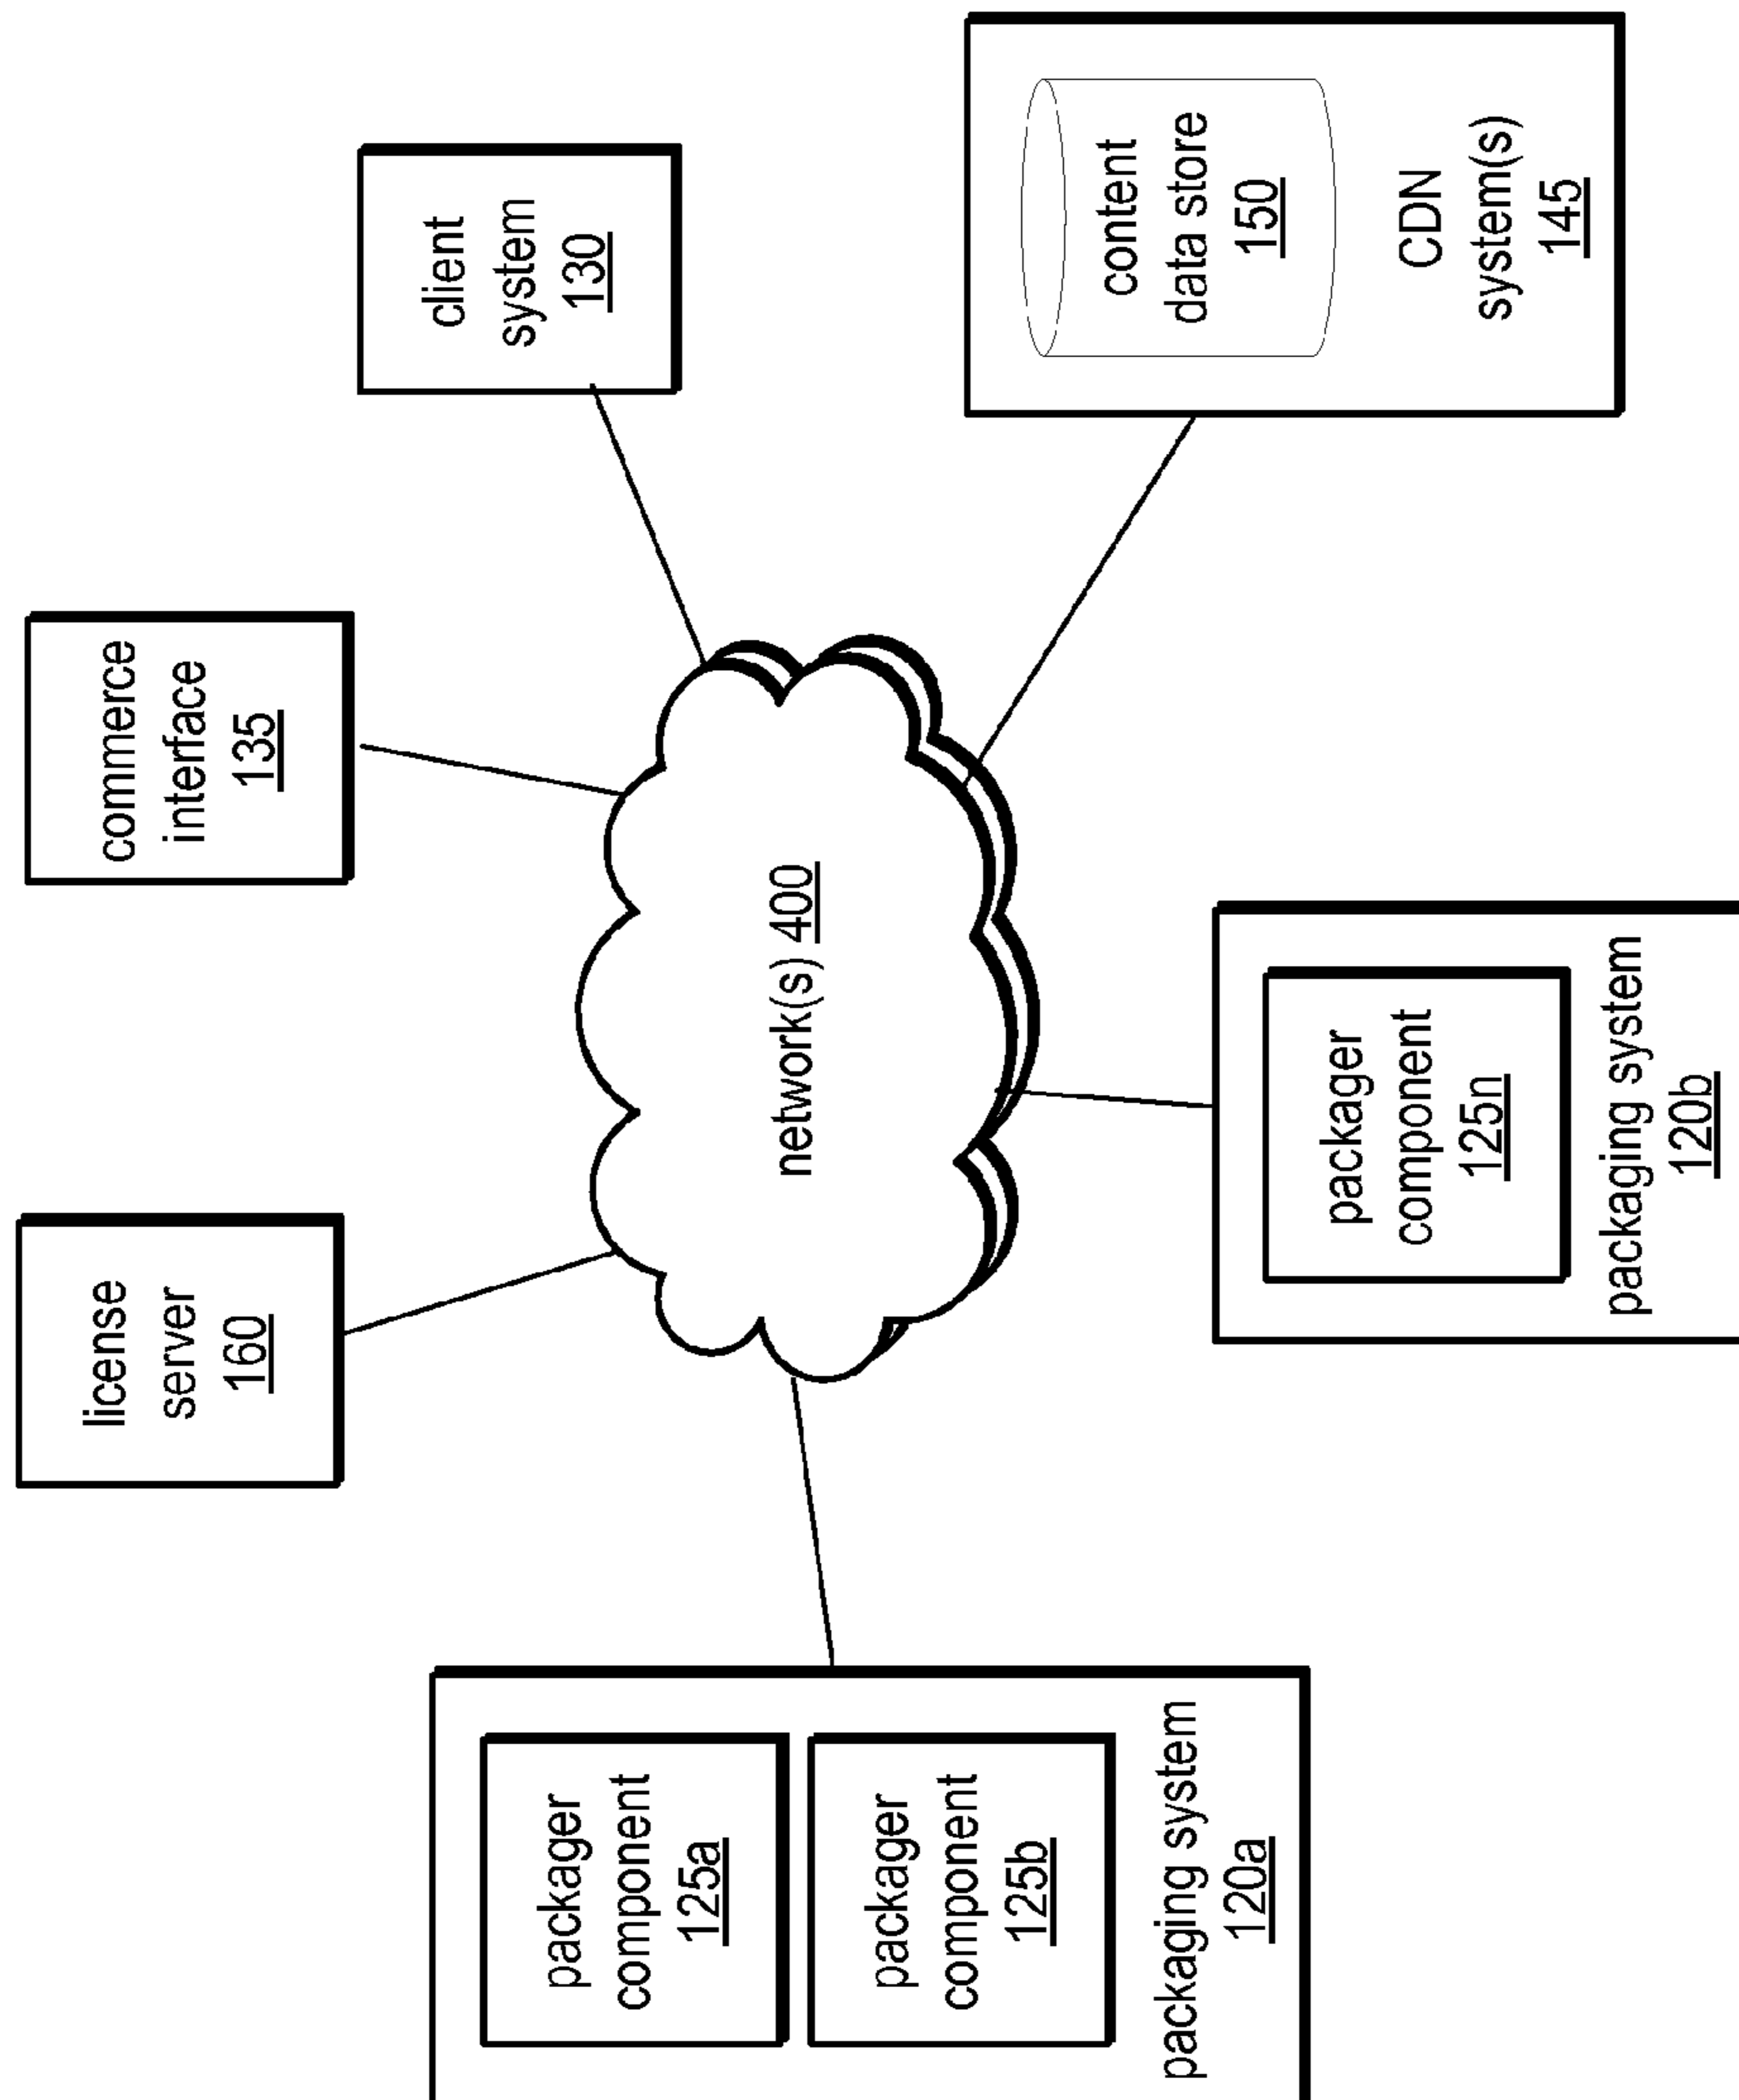 license
server
160
commerce
interface
135
client
system
130
network(s) 400
packager
component
125a
packager
component
125b
packaging system
120a
packager
component
125n
packaging system
120b
content
data store
150
CDN
system(s)
145